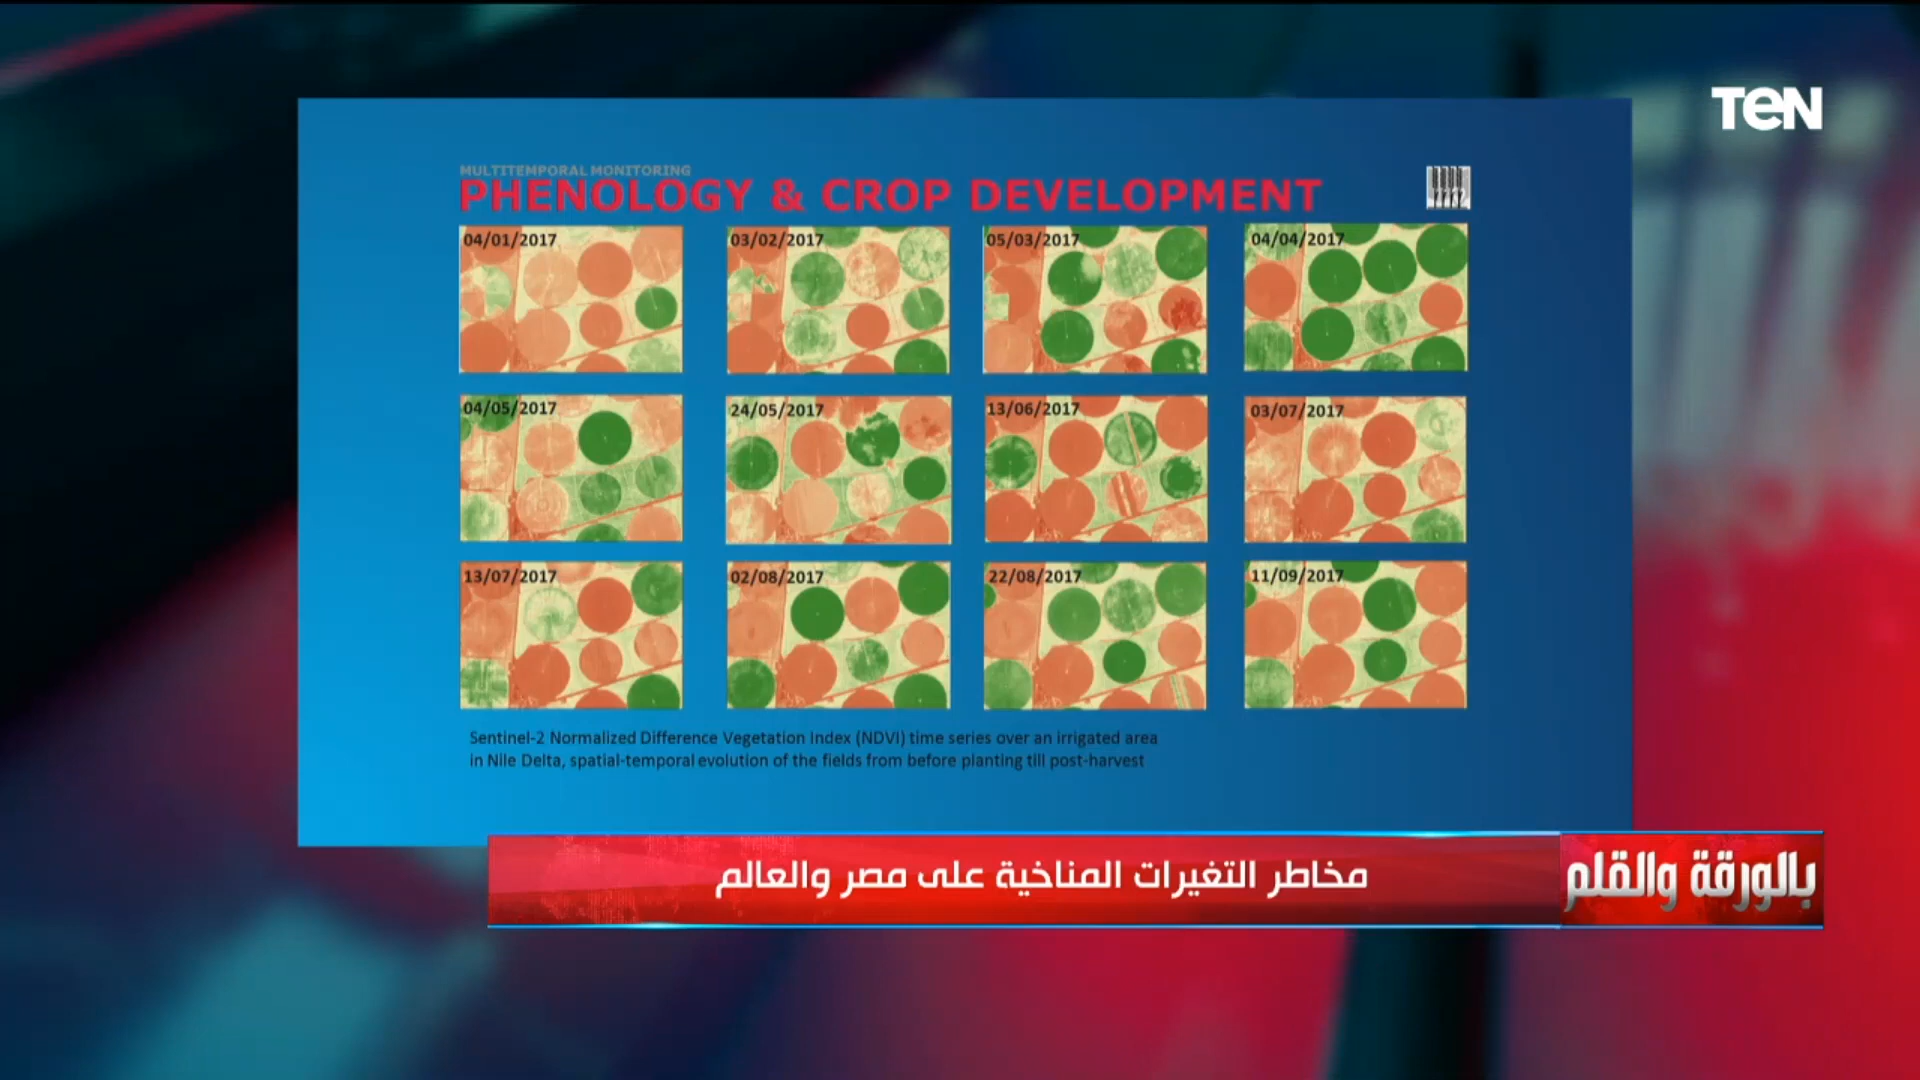 TeN
MULTITEMPORAL MONITORING
PHENOLOGY & CROP DEVELOPMENT
04/01/2017
03/02/2017
05/03/2017
04/04/2017
04/05/2017
24/05/2017
13/06/2017
03/07/2017
13/07/2017
02/08/2017
22/08/2017
11/09/2017
Sentinel-2 Normalized Difference Vegetation Index (NDVI) time series over an irrigated area
in Nile Delta, spatial-temporal evolution of the fields from before planting till post-harvest
بالورقة والقلم
مخاطر التغيرات المناخية على مصر والعالم